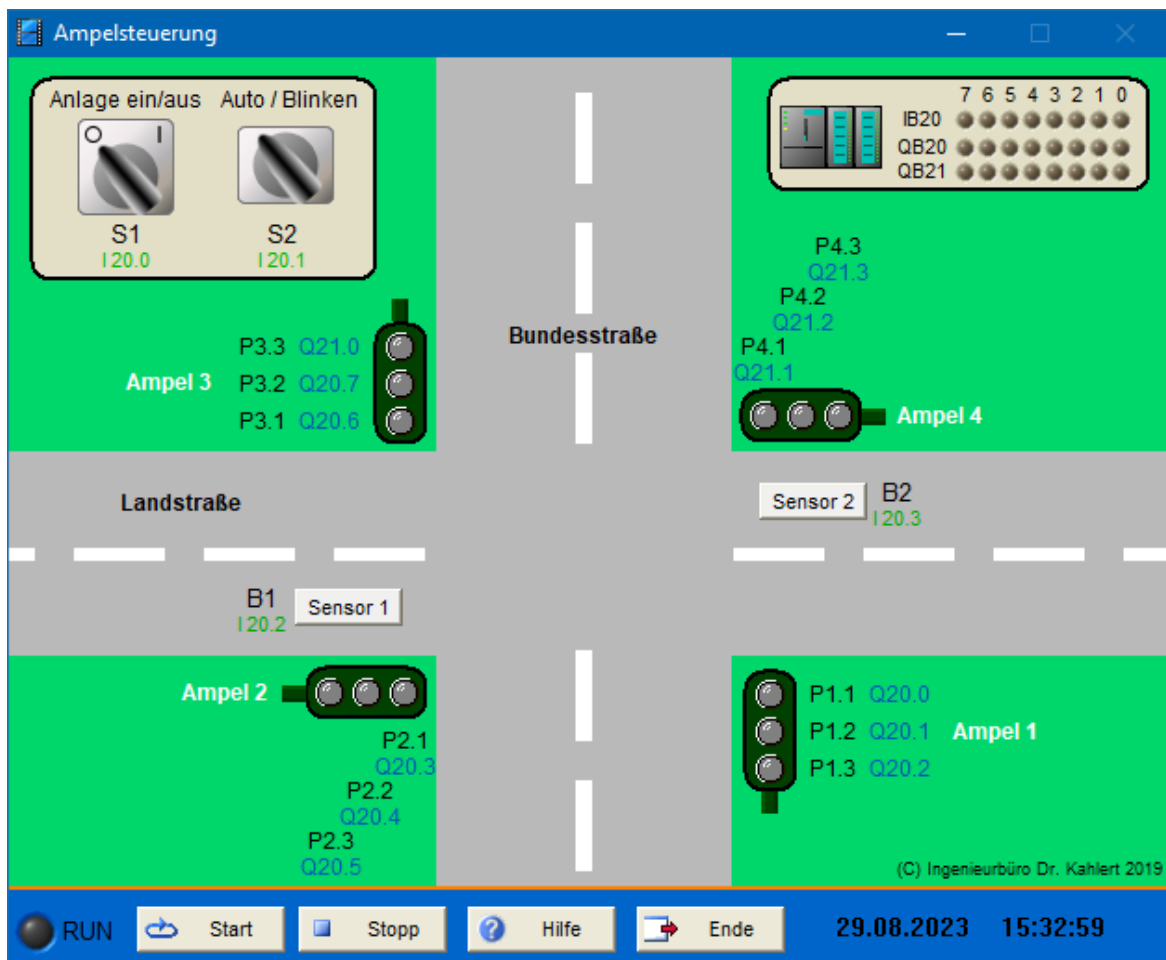 Ampelsteuerung
Anlage ein/aus Auto / Blinken
O I
S1 S2
I 20.0 I 20.1
7 6 5 4 3 2 1 0
IB20
QB20
QB21
P4.3
Q21.3
P4.2
Q21.2
P4.1
Q21.1
Ampel 4
Bundesstraße
P3.3 Q21.0
Ampel 3 P3.2 Q20.7
P3.1 Q20.6
Landstraße
Sensor 2 B2
I 20.3
B1 Sensor 1
I 20.2
Ampel 2
P2.1
Q20.3
P2.2
Q20.4
P2.3
Q20.5
P1.1 Q20.0
P1.2 Q20.1 Ampel 1
P1.3 Q20.2
(C) Ingenieurbüro Dr. Kahlert 2019
RUN Start Stopp Hilfe Ende 29.08.2023 15:32:59